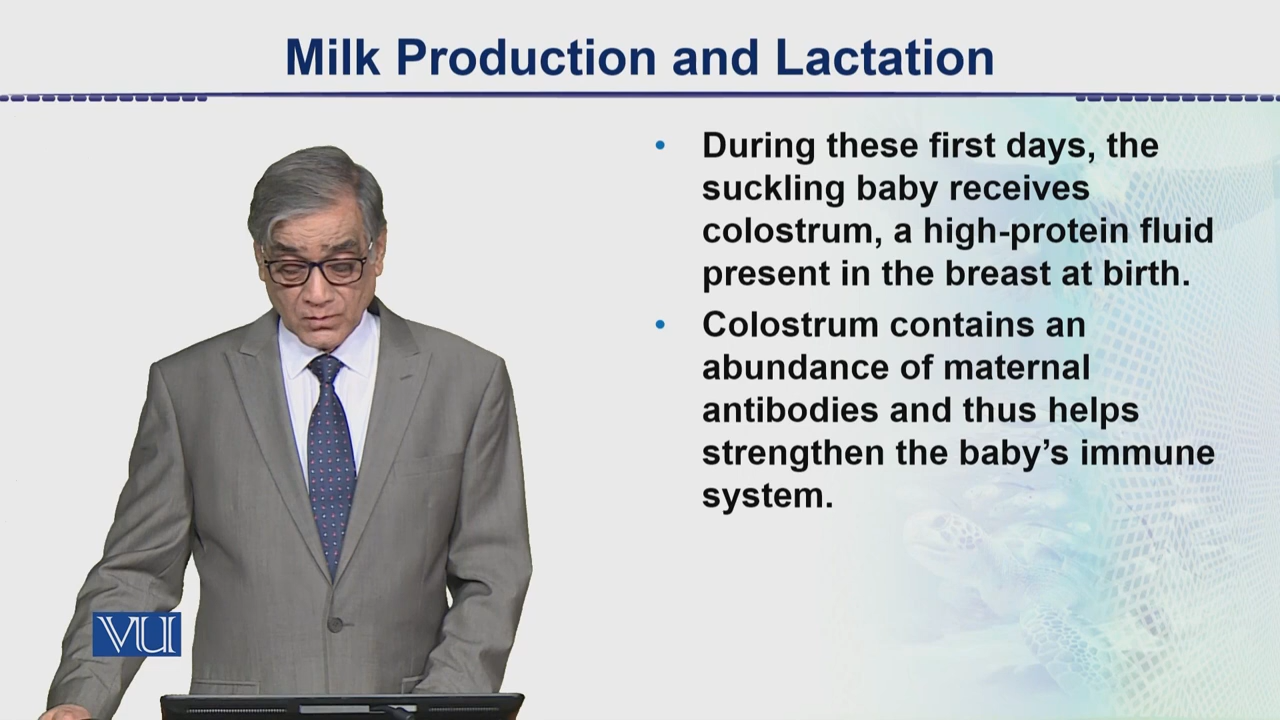 Milk Production and Lactation
• During these first days, the
suckling baby receives
colostrum, a high-protein fluid
present in the breast at birth.
• Colostrum contains an
abundance of maternal
antibodies and thus helps
strengthen the baby’s immune
system.
VU